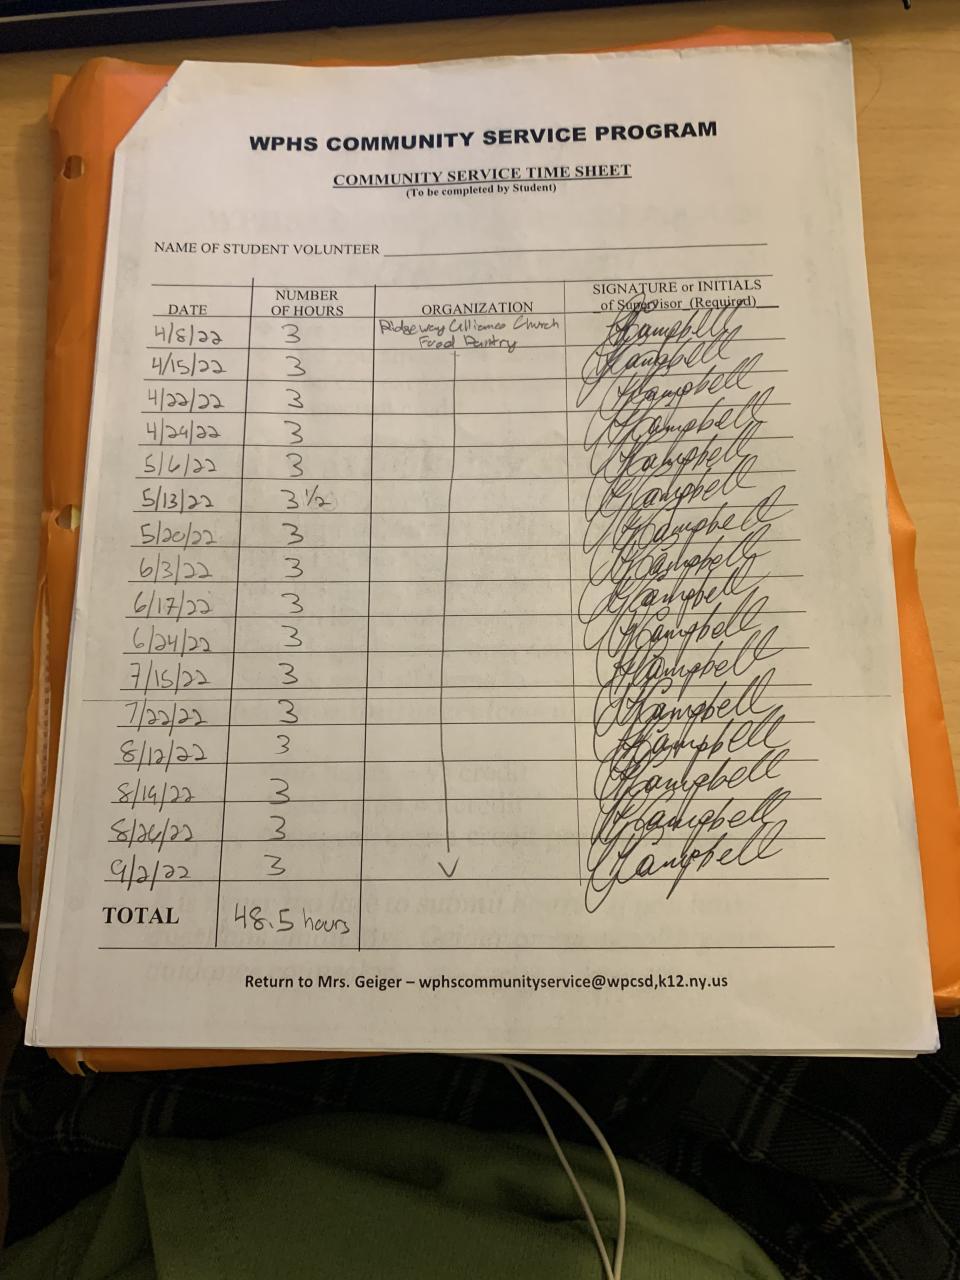 WPHS COMMUNITY SERVICE PROGRAM
COMMUNITY SERVICE TIME SHEET
(To be completed by Student)
NAME OF STUDENT VOLUNTEER
DATE NUMBER OF HOURS ORGANIZATION SIGNATURE or INITIALS of Supervisor (Required)
4/8/22 3 Ridgeway Alliance Church Food Pantry Campbell
4/15/22 3 Campbell
4/22/22 3 Campbell
4/29/22 3 Campbell
5/6/22 3 Campbell
5/13/22 3 1/2 Campbell
5/20/22 3 Campbell
6/3/22 3 Campbell
6/17/22 3 Campbell
6/24/22 3 Campbell
7/15/22 3 Campbell
7/22/22 3 Campbell
8/12/22 3 Campbell
8/19/22 3 Campbell
8/26/22 3 Campbell
9/2/22 3 Campbell
TOTAL 48.5 hours
Return to Mrs. Geiger – wphscommunityservice@wpcsd,k12.ny.us